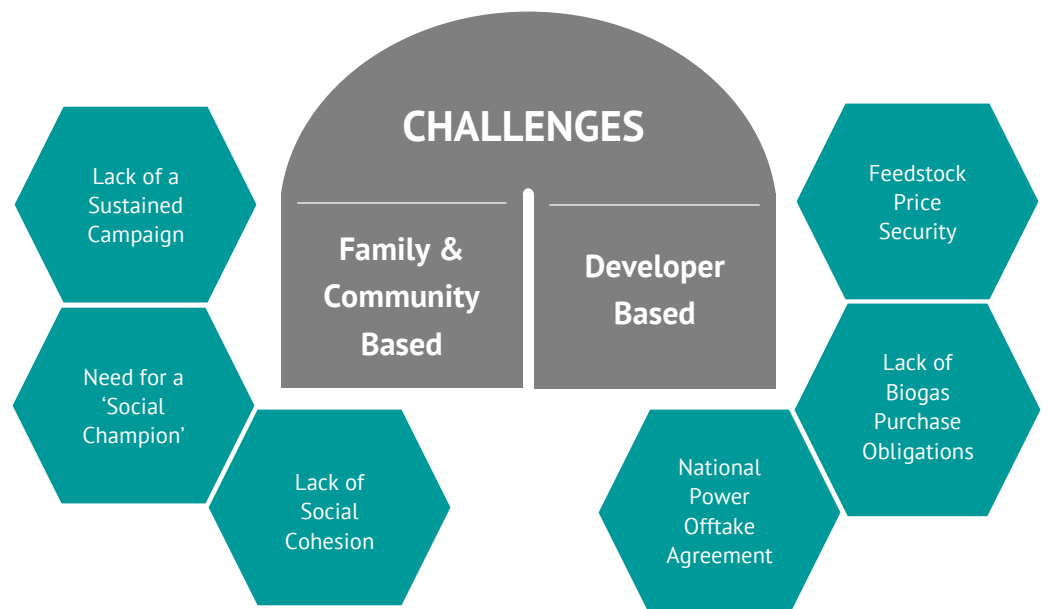 CHALLENGES
Family &
Community
Based
Developer
Based
Lack of a
Sustained
Campaign
Need for a
‘Social
Champion’
Lack of
Social
Cohesion
Feedstock
Price
Security
Lack of
Biogas
Purchase
Obligations
National
Power
Offtake
Agreement